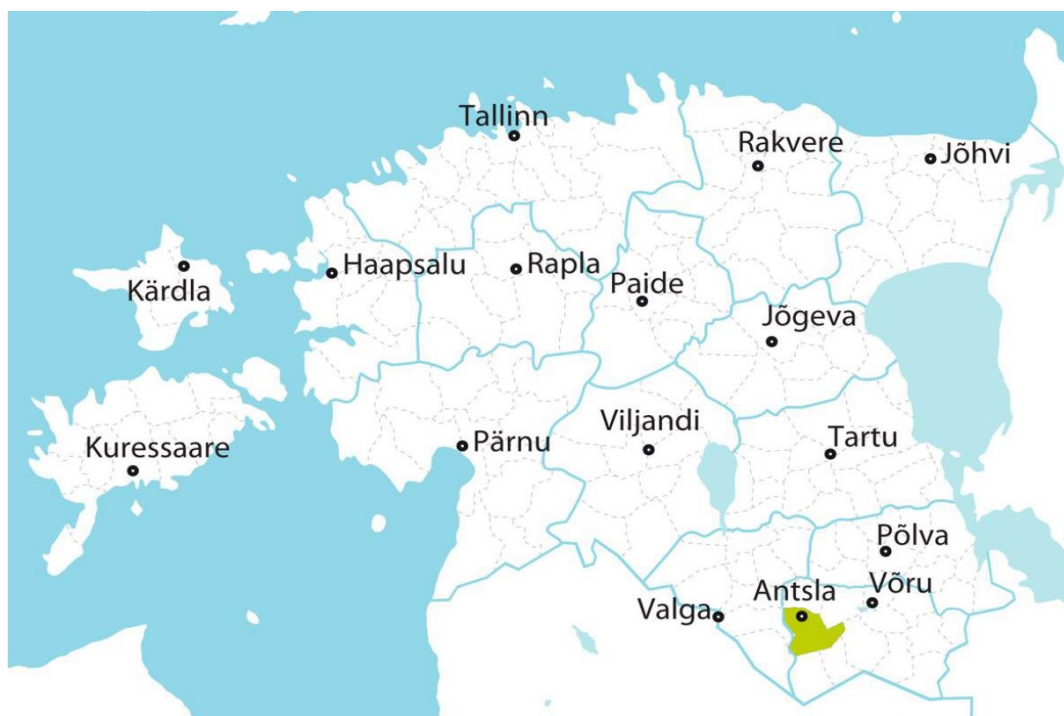 Tallinn
Rakvere
Jõhvi
Haapsalu
Rapla
Kärdla
Paide
Jõgeva
Kuressaare
Pärnu
Viljandi
Tartu
Põlva
Valga
Antsla
Võru